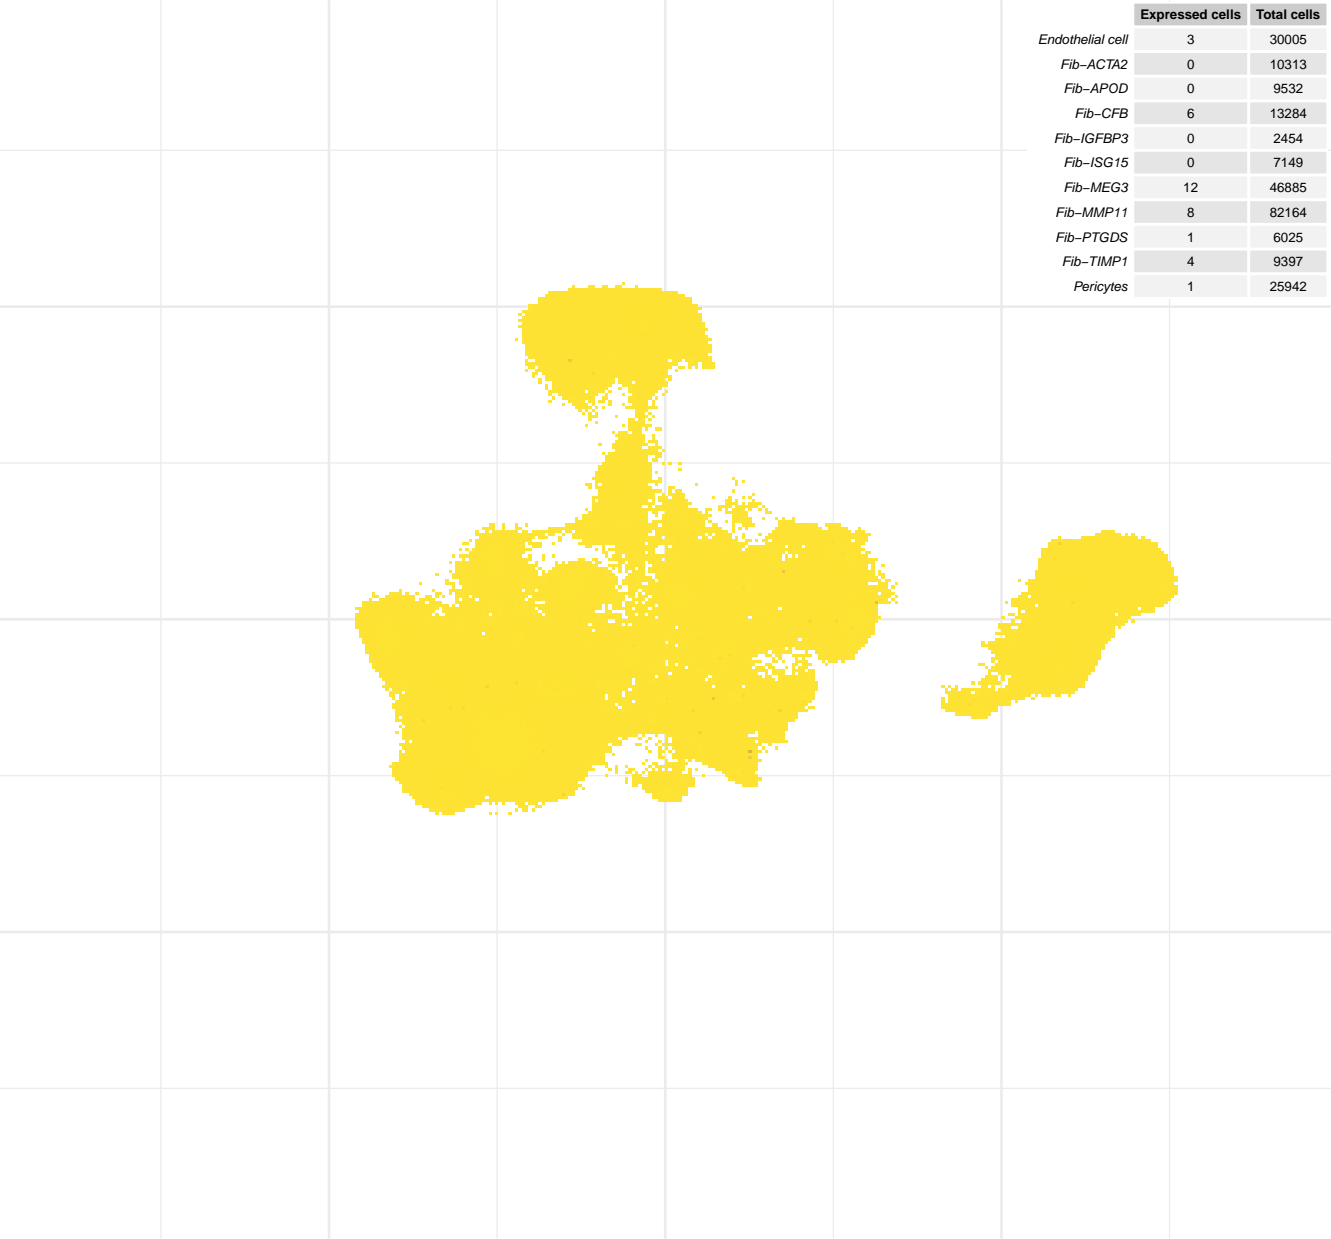 Expressed cells Total cells
Endothelial cell 3 30005
Fib−ACTA2 0 10313
Fib−APOD 0 9532
Fib−CFB 6 13284
Fib−IGFBP3 0 2454
Fib−ISG15 0 7149
Fib−MEG3 12 46885
Fib−MMP11 8 82164
Fib−PTGDS 1 6025
Fib−TIMP1 4 9397
Pericytes 1 25942